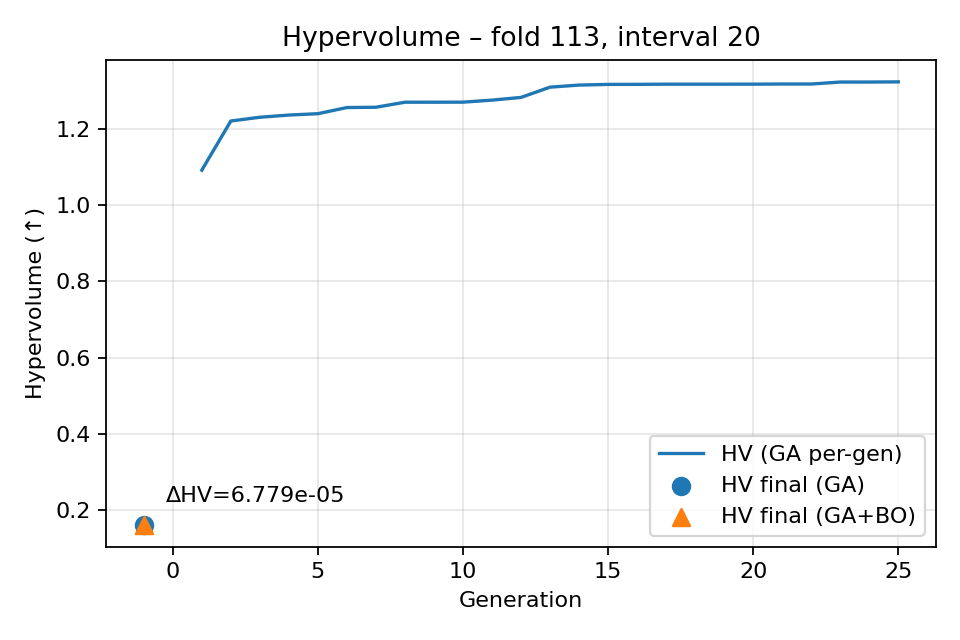 Hypervolume – fold 113, interval 20
Hypervolume (↑)
1.2
1.0
0.8
0.6
0.4
0.2
ΔHV=6.779e-05
HV (GA per-gen)
HV final (GA)
HV final (GA+BO)
0 5 10 15 20 25
Generation